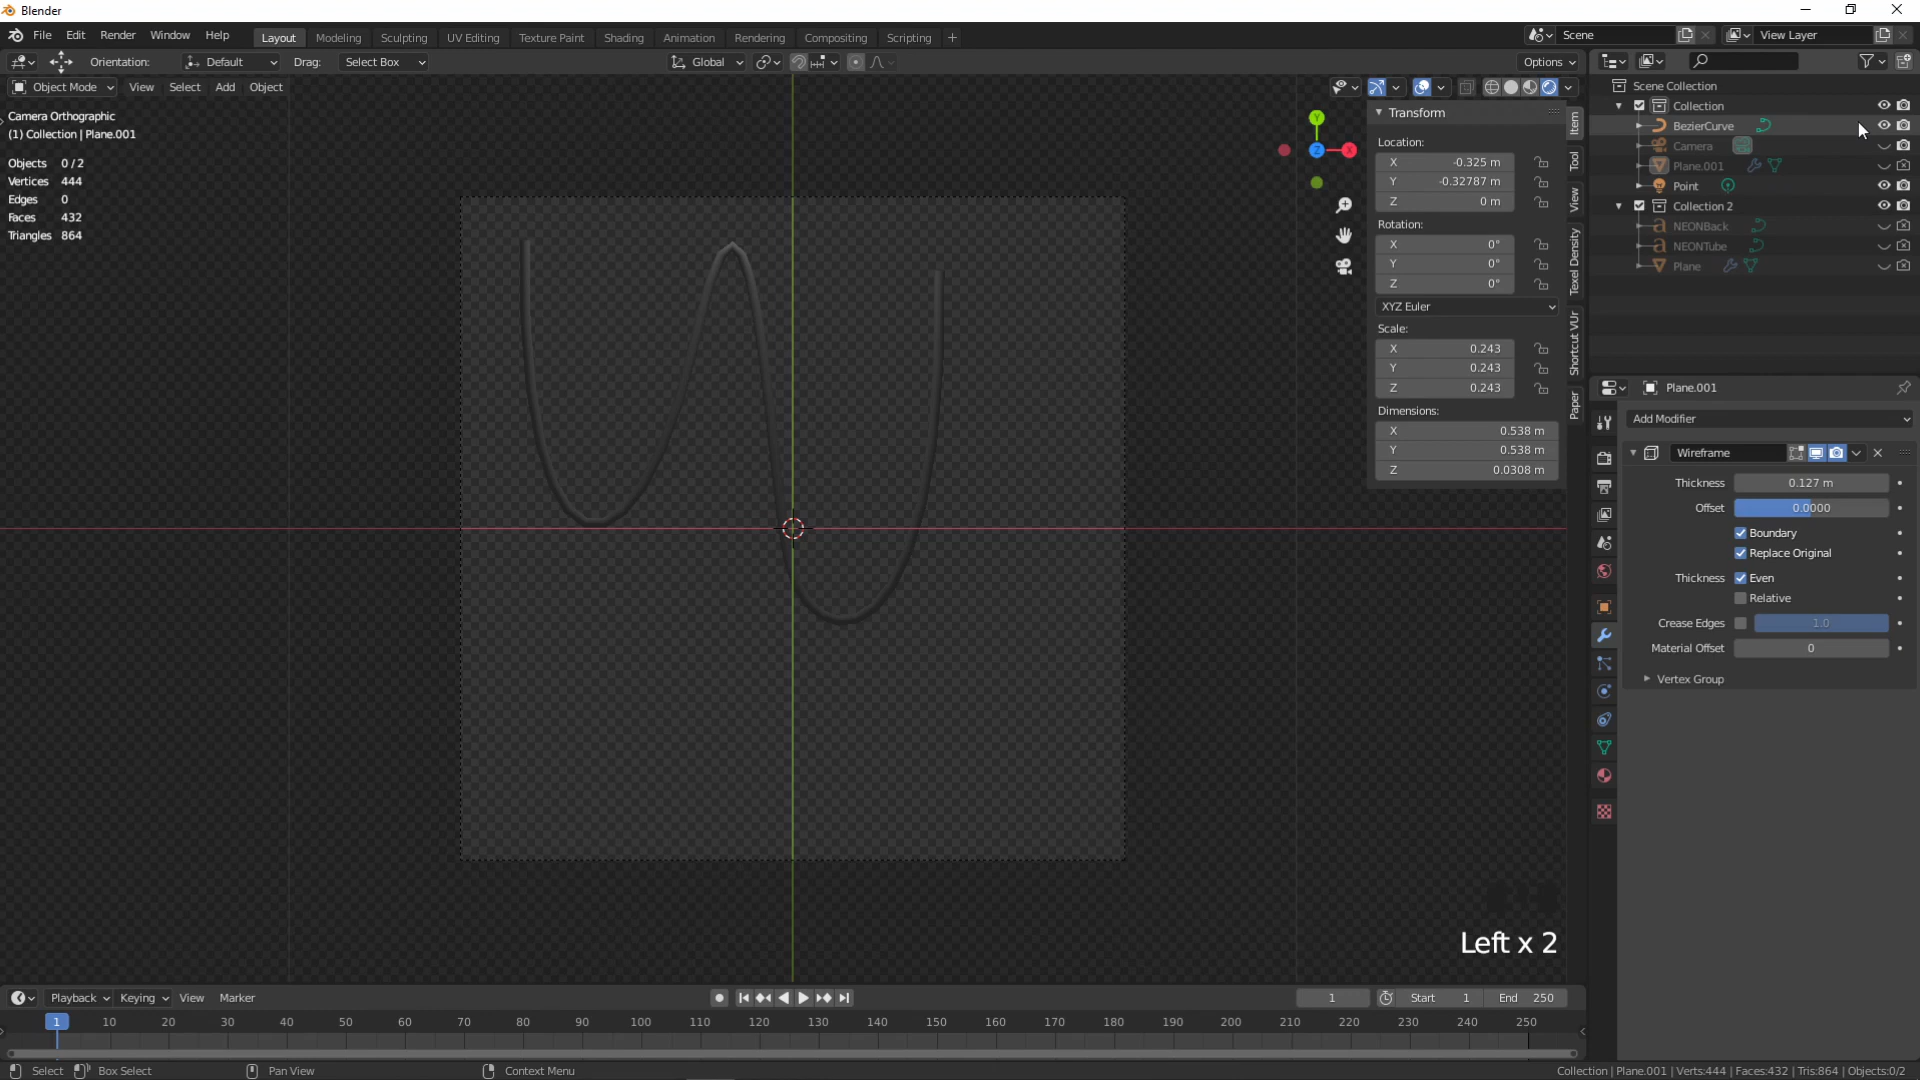 Blender
File Edit Render Window Help
Layout Modeling Sculpting UV Editing Texture Paint Shading Animation Rendering Compositing Scripting +
Scene
View Layer
Orientation: Default Drag: Select Box
Global
Options
Object Mode View Select Add Object
Camera Orthographic
(1) Collection | Plane.001
Objects 0/2
Vertices 444
Edges 0
Faces 432
Triangles 864
Y
Z
X
Transform
Location:
X -0.325 m
Y -0.32787 m
Z 0 m
Rotation:
X 0°
Y 0°
Z 0°
XYZ Euler
Scale:
X 0.243
Y 0.243
Z 0.243
Dimensions:
X 0.538 m
Y 0.538 m
Z 0.0308 m
Item
Tool
View
Texel Density
Shortcut VUr
Paper
Scene Collection
Collection
BezierCurve
Camera
Plane.001
Point
Collection 2
NEONBack
NEONTube
Plane
Plane.001
Add Modifier
Wireframe
Thickness 0.127 m
Offset 0.0000
Boundary
Replace Original
Thickness Even
Relative
Crease Edges 1.0
Material Offset 0
Vertex Group
Left x 2
Playback Keying View Marker
1 Start 1 End 250
1 10 20 30 40 50 60 70 80 90 100 110 120 130 140 150 160 170 180 190 200 210 220 230 240 250
Select Box Select Pan View Context Menu
Collection | Plane.001 | Verts:444 | Faces:432 | Tris:864 | Objects:0/2